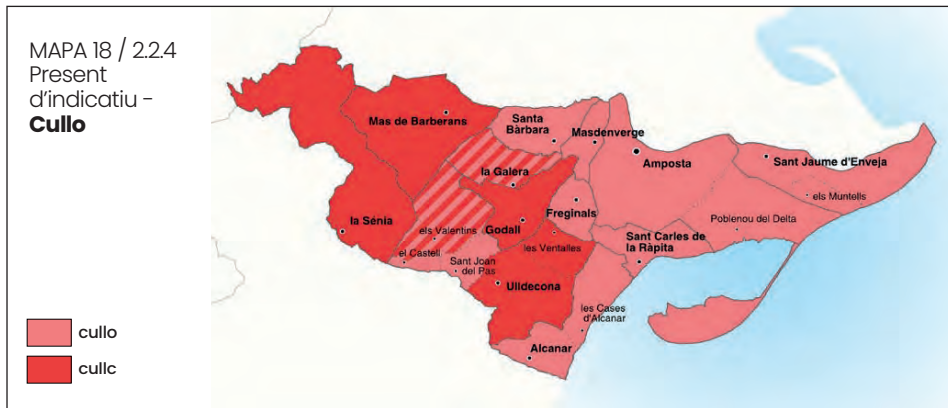 MAPA 18 / 2.2.4
Present
d'indicatiu -
Cullo
Mas de Barberans
Santa
Bàrbara
Masdenverge
Amposta
Sant Jaume d'Enveja
els Muntells
la Galera
Freginals
Poblenou del Delta
la Sénia
els Valentins
Godall
les Ventalles
Sant Carles de
la Ràpita
el Castell
Sant Joan
del Pas
Ulldecona
les Cases
d'Alcanar
Alcanar
cullo
cullc